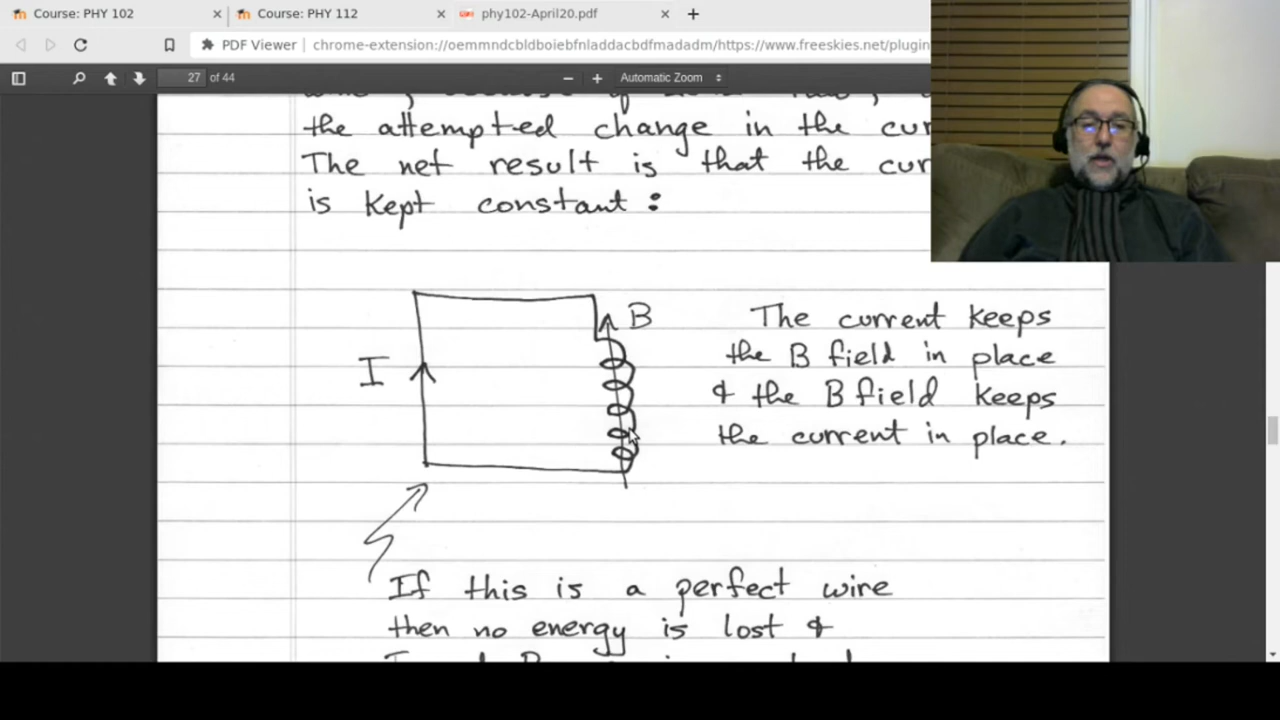 Course: PHY 102
Course: PHY 112
phy102-April20.pdf
PDF Viewer
chrome-extension://oemmndcbldboiebfnladdacbdfmadadm/https://www.freeskies.net/plugin
27 of 44
Automatic Zoom
the attempted change in the cur
The net result is that the cur
is kept constant:
B
I
The current keeps
the B field in place
& the B field keeps
the current in place.
If this is a perfect wire
then no energy is lost &